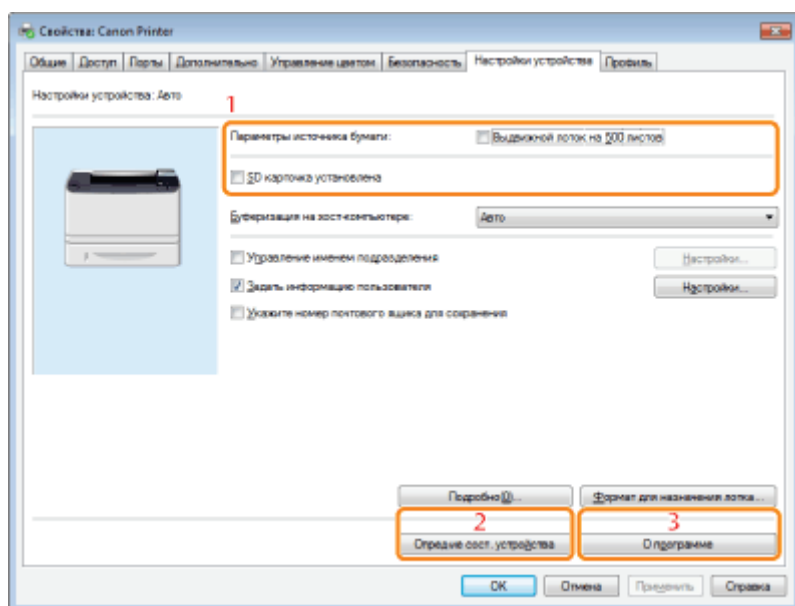 Свойства: Canon Printer
Общие Доступ Порты Дополнительно Управление цветом Безопасность Настройки устройства Профиль
Настройки устройства: Авто
1
Параметры источника бумаги: Выдвижной лоток на 500 листов
SD карточка установлена
Буферизация на хост-компьютере: Авто
Управление именем подразделения Настройки...
Задать информацию пользователя Настройки...
Укажите номер почтового ящика для сохранения
Подробно(J)... Формат для назначения лотка...
2 3
Опредие сост. устройства О программе
OK Отмена Применить Справка